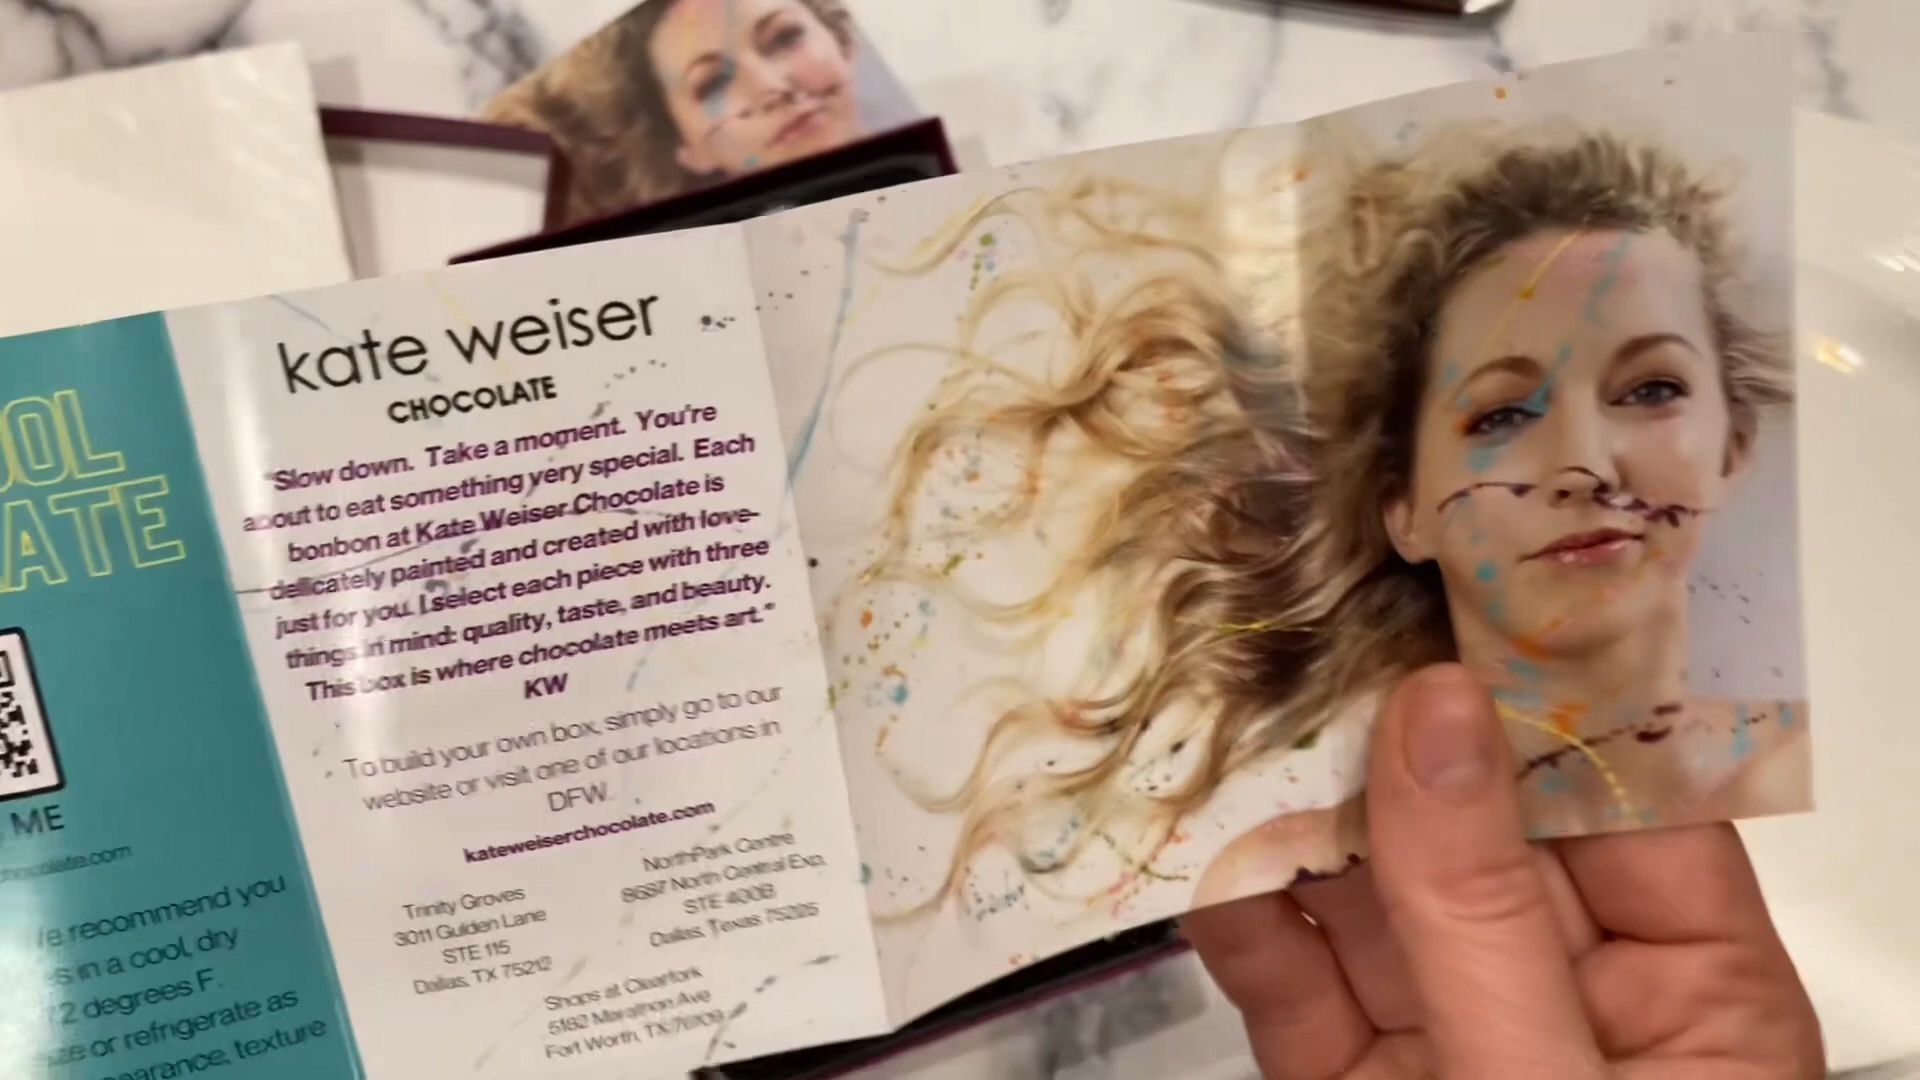 OOL
ATE
ME
chocolate.com
We recommend you
in a cool, dry
72 degrees F.
or refrigerate as
texture
kate weiser
CHOCOLATE
"Slow down. Take a moment. You're
about to eat something very special. Each
bonbon at Kate Weiser Chocolate is
delicately painted and created with love-
just for you. I select each piece with three
things in mind: quality, taste, and beauty.
This box is where chocolate meets art."
KW
To build your own box, simply go to our
website or visit one of our locations in
DFW.
kateweiserchocolate.com
Trinity Groves
3011 Gulden Lane
STE 115
Dallas, TX 75212
NorthPark Centre
8687 North Central Exp.
STE 400B
Dallas, Texas 75225
Shops at Clearfork
5192 Marathon Ave
Fort Worth, TX